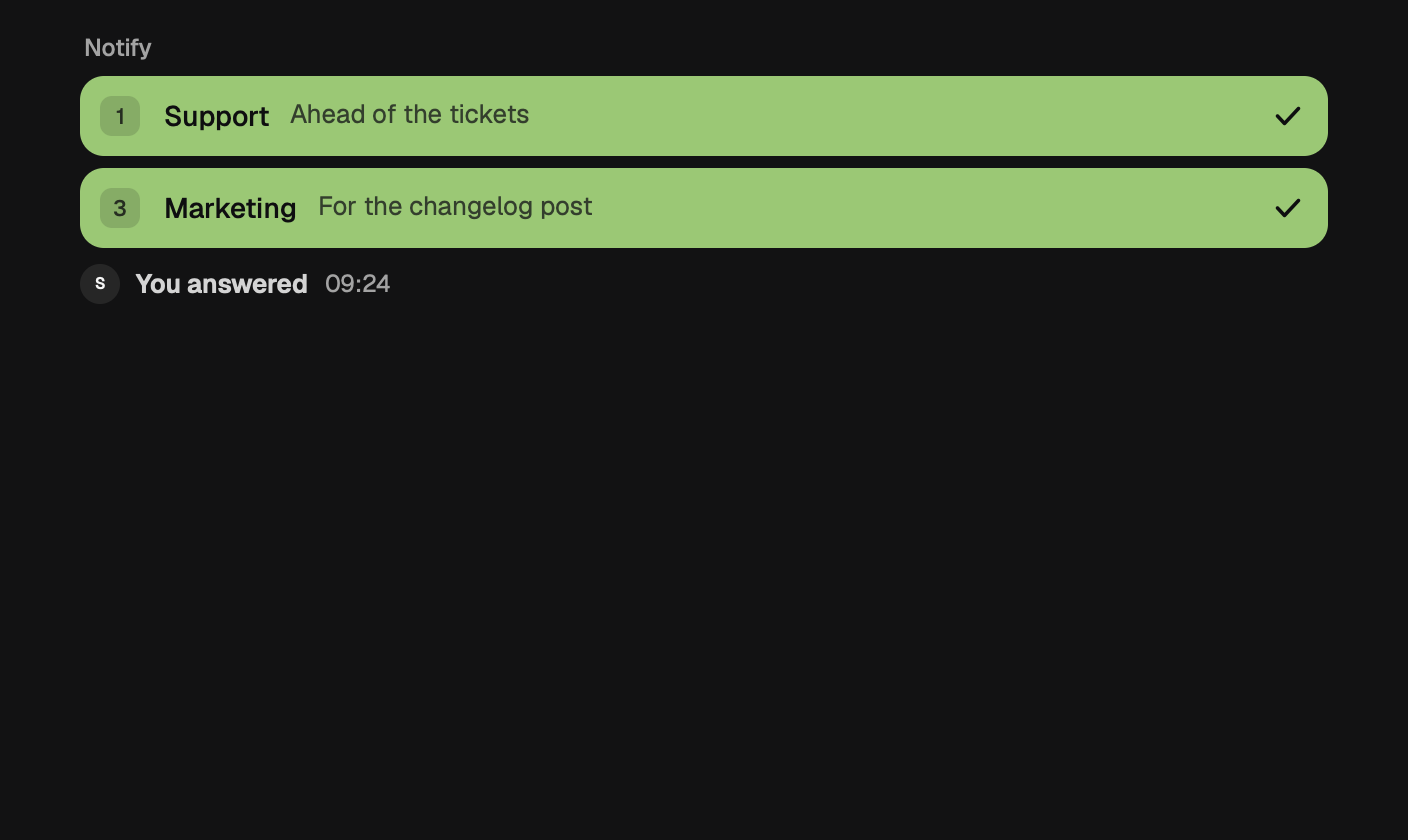 Notify
1 Support Ahead of the tickets
3 Marketing For the changelog post
S You answered 09:24